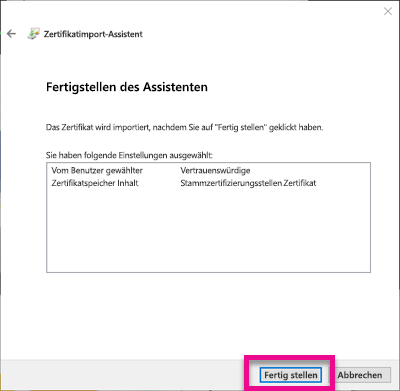 Zertifikatimport-Assistent
Fertigstellen des Assistenten
Das Zertifikat wird importiert, nachdem Sie auf "Fertig stellen" geklickt haben.
Sie haben folgende Einstellungen ausgewählt:
Vom Benutzer gewählter Vertrauenswürdige
Zertifikatspeicher Inhalt Stammzertifizierungsstellen Zertifikat
Fertig stellen Abbrechen